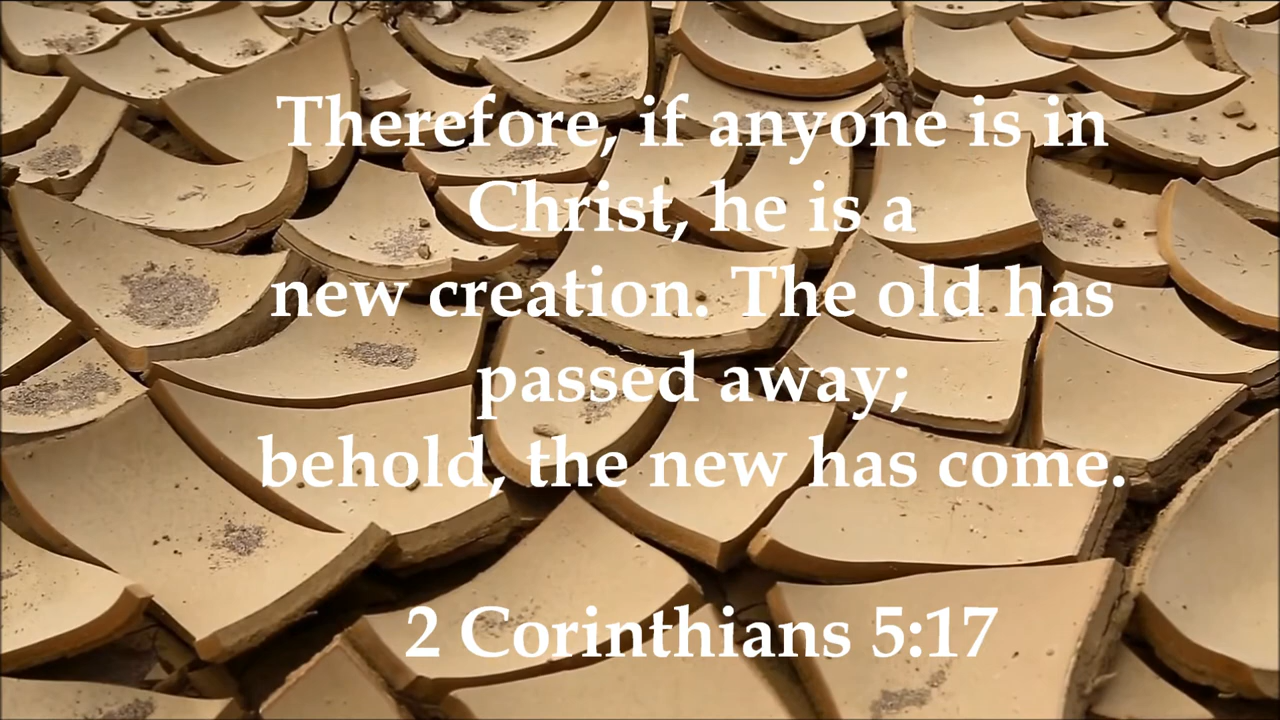 Therefore, if anyone is in
Christ, he is a
new creation. The old has
passed away;
behold, the new has come.
2 Corinthians 5:17